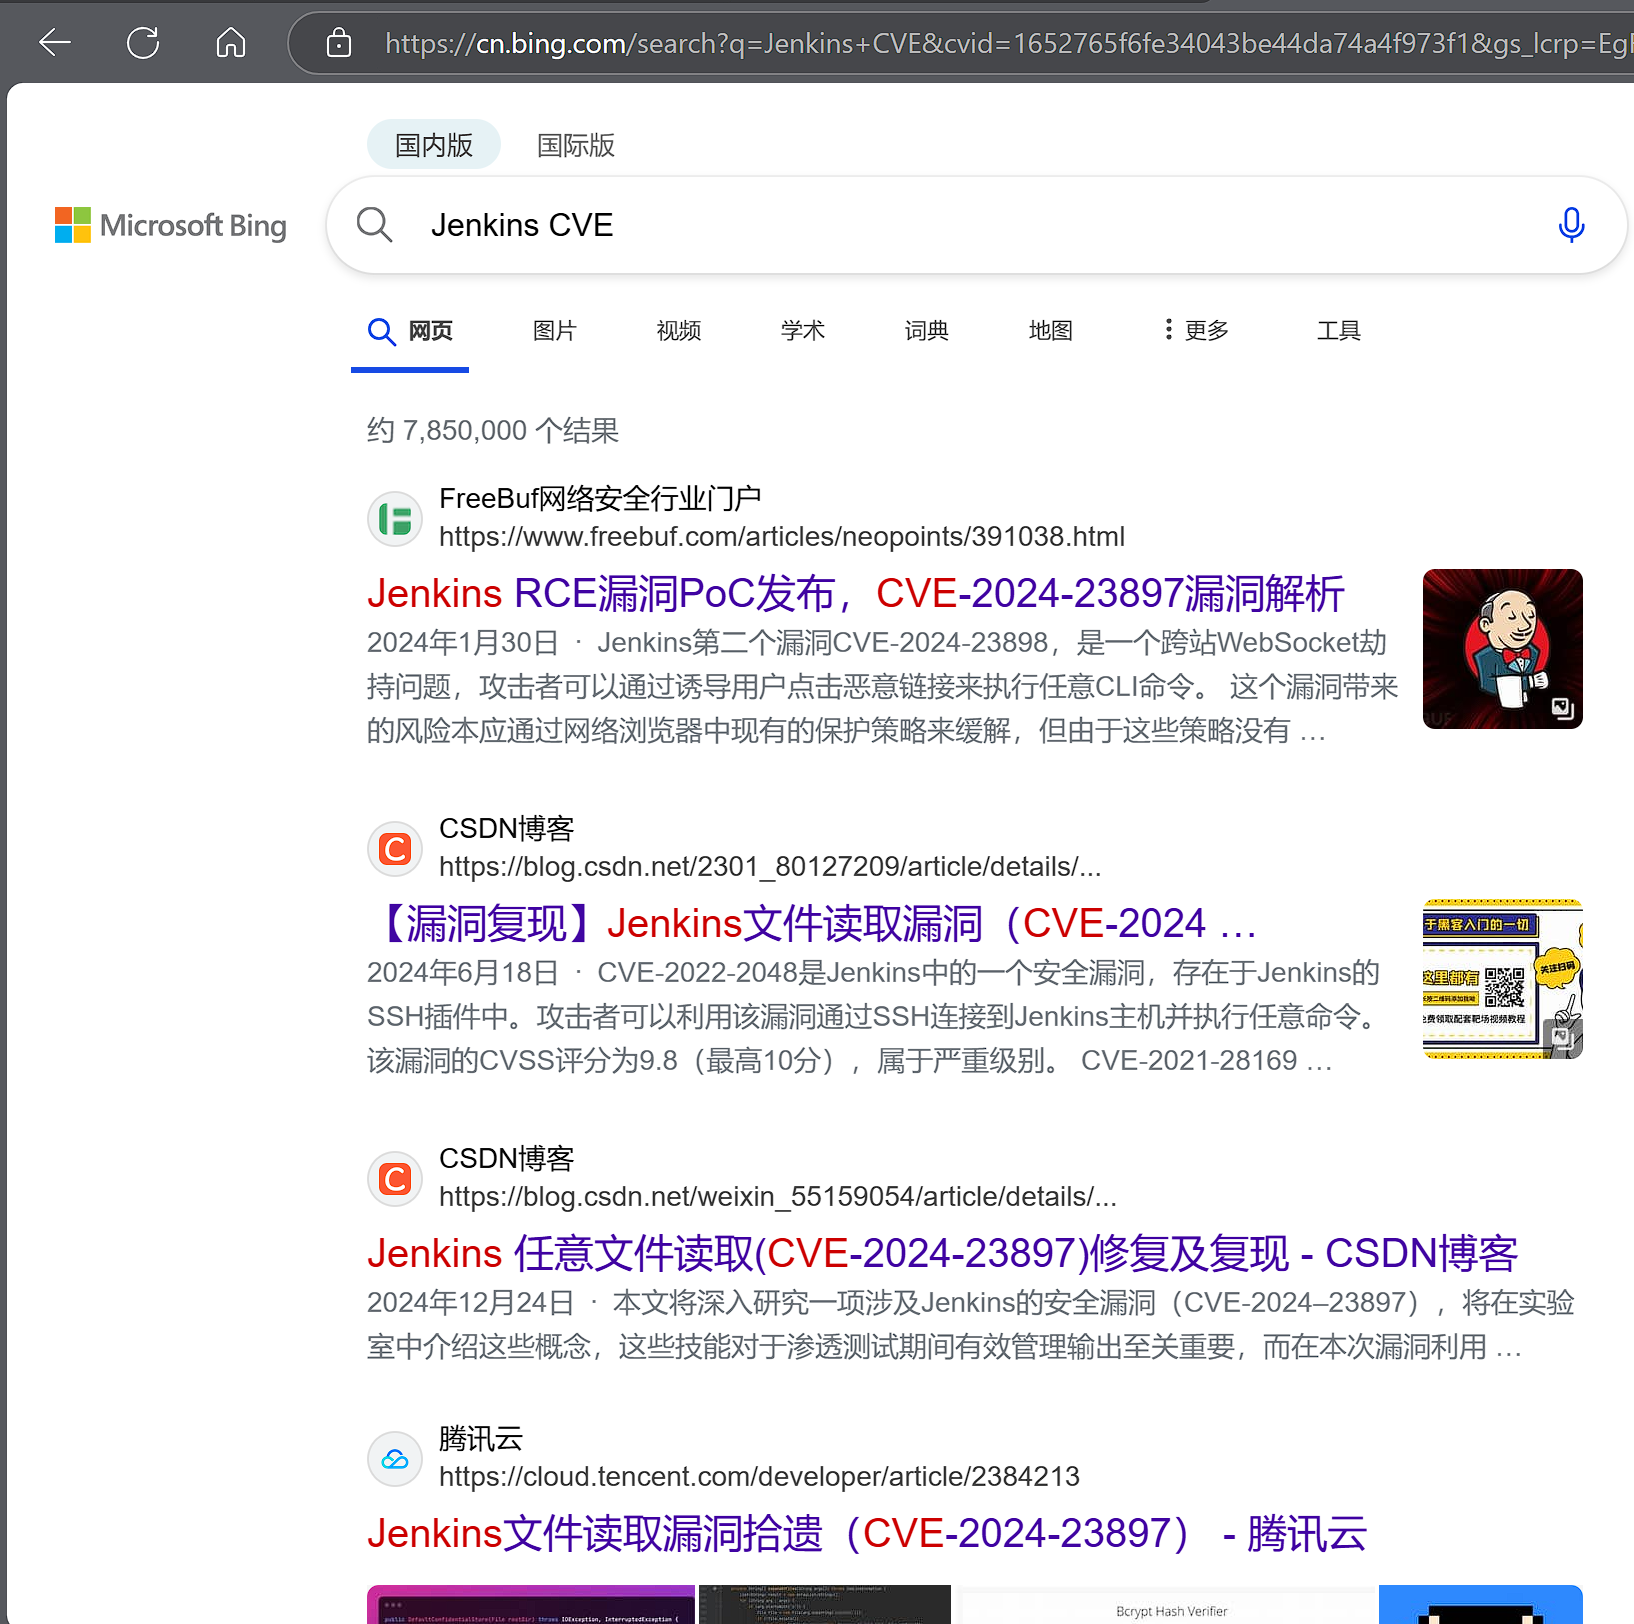 https://cn.bing.com/search?q=Jenkins+CVE&cvid=1652765f6fe34043be44da74a4f973f1&gs_lcrp=Eg
国内版 国际版
Microsoft Bing
Jenkins CVE
网页 图片 视频 学术 词典 地图 更多 工具
约 7,850,000 个结果
FreeBuf网络安全行业门户
https://www.freebuf.com/articles/neopoints/391038.html
Jenkins RCE漏洞PoC发布，CVE-2024-23897漏洞解析
2024年1月30日 · Jenkins第二个漏洞CVE-2024-23898，是一个跨站WebSocket劫
持问题，攻击者可以通过诱导用户点击恶意链接来执行任意CLI命令。 这个漏洞带来
的风险本应通过网络浏览器中现有的保护策略来缓解，但由于这些策略没有 …
CSDN博客
https://blog.csdn.net/2301_80127209/article/details/...
【漏洞复现】Jenkins文件读取漏洞（CVE-2024 …
2024年6月18日 · CVE-2022-2048是Jenkins中的一个安全漏洞，存在于Jenkins的
SSH插件中。攻击者可以利用该漏洞通过SSH连接到Jenkins主机并执行任意命令。
该漏洞的CVSS评分为9.8（最高10分），属于严重级别。 CVE-2021-28169 …
于黑客入门的一切
这里都有
关注扫码
费领取配套靶场视频教程
CSDN博客
https://blog.csdn.net/weixin_55159054/article/details/...
Jenkins 任意文件读取(CVE-2024-23897)修复及复现 - CSDN博客
2024年12月24日 · 本文将深入研究一项涉及Jenkins的安全漏洞（CVE-2024–23897），将在实验
室中介绍这些概念，这些技能对于渗透测试期间有效管理输出至关重要，而在本次漏洞利用 …
腾讯云
https://cloud.tencent.com/developer/article/2384213
Jenkins文件读取漏洞拾遗（CVE-2024-23897） - 腾讯云
public DefaultConfidentialStore(File rootDir) throws IOException, InterruptedException {
Bcrypt Hash Verifier